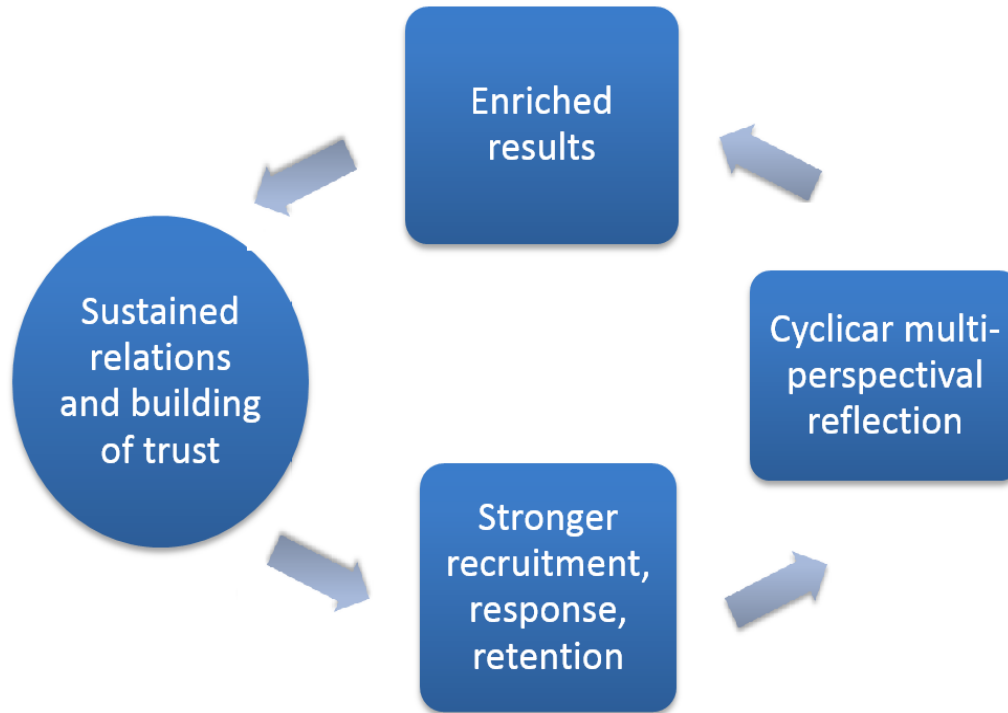 Enriched
results
Sustained
relations
and building
of trust
Cyclicar multi-
perspectival
reflection
Stronger
recruitment,
response,
retention